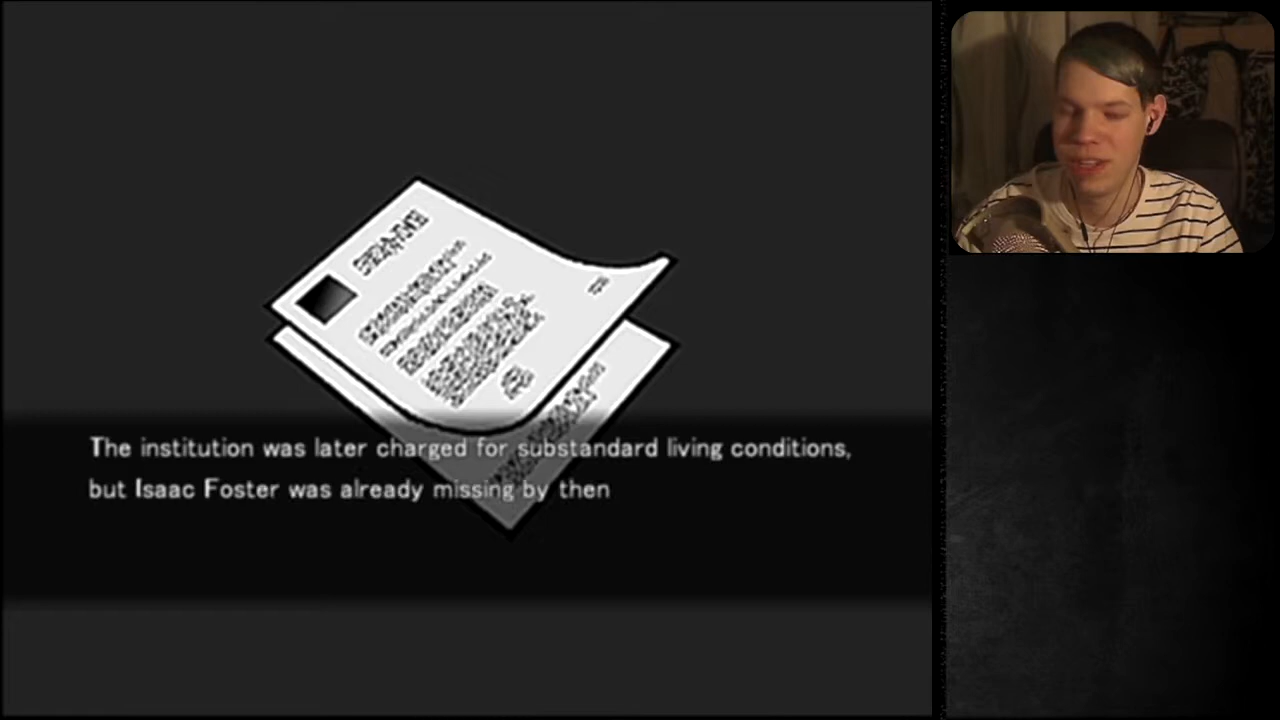 The institution was later charged for substandard living conditions,
but Isaac Foster was already missing by then